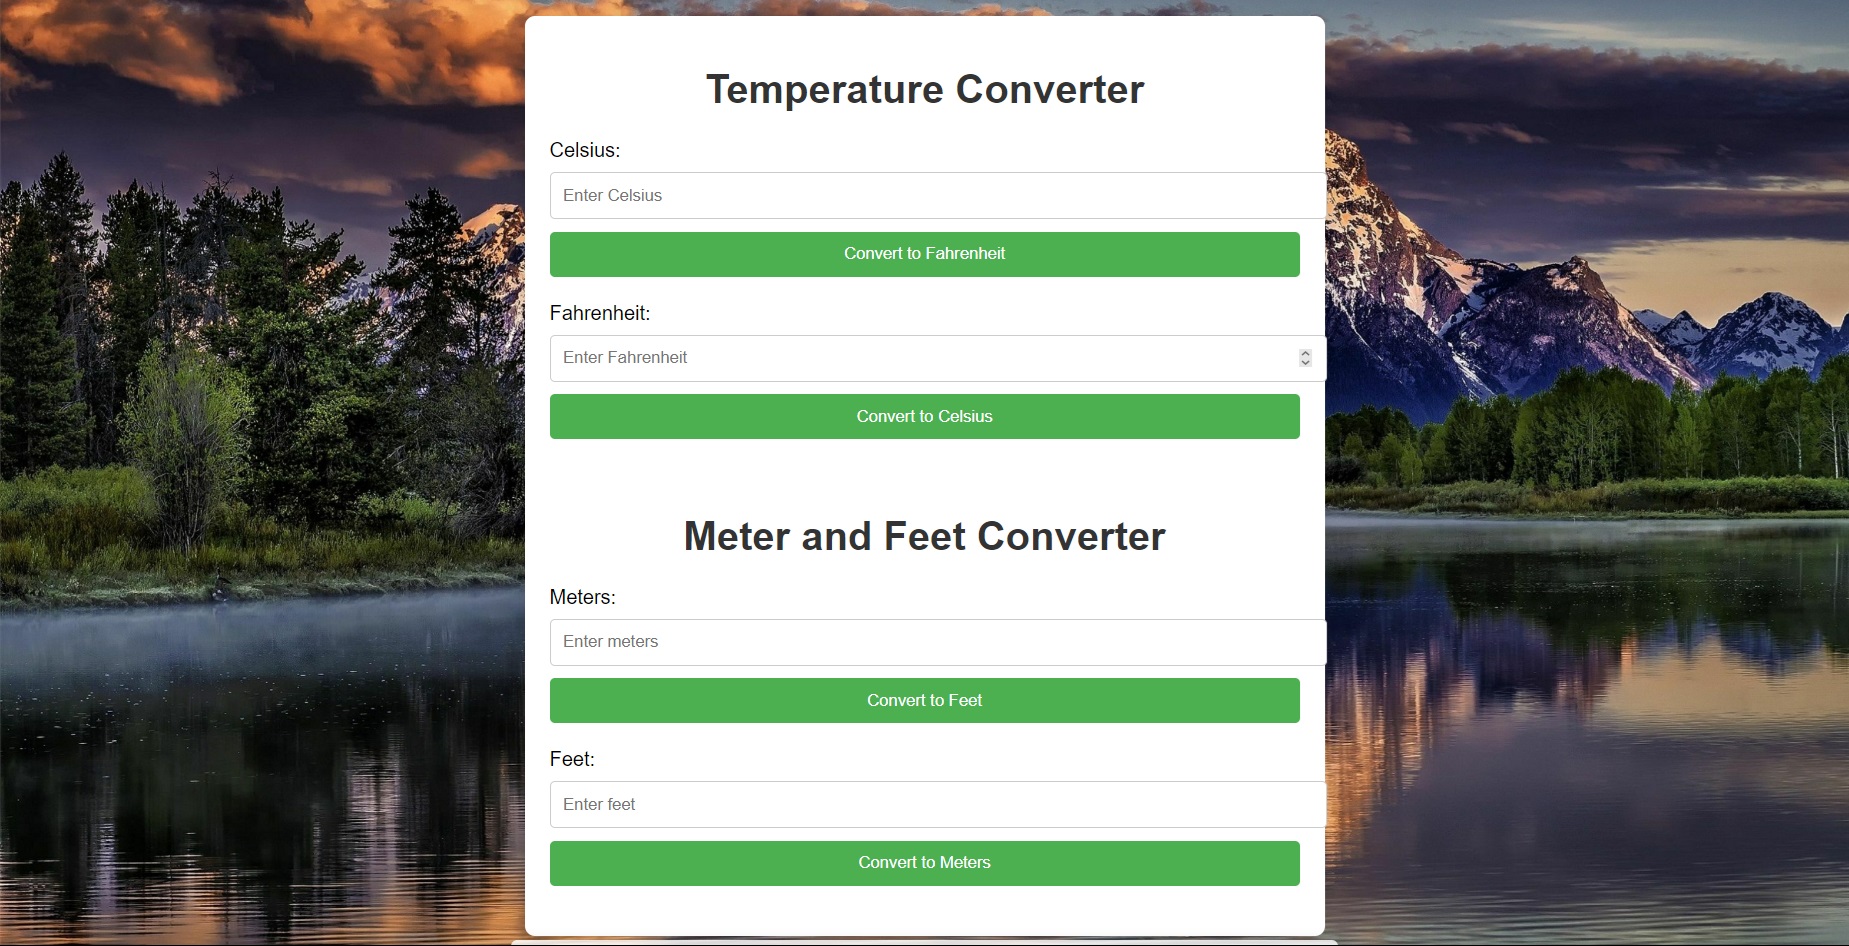 Temperature Converter
Celsius:
Enter Celsius
Convert to Fahrenheit
Fahrenheit:
Enter Fahrenheit
Convert to Celsius
Meter and Feet Converter
Meters:
Enter meters
Convert to Feet
Feet:
Enter feet
Convert to Meters